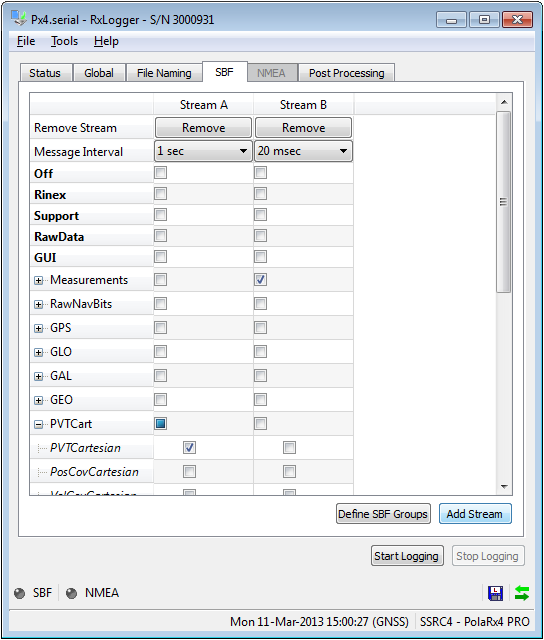 Px4.serial - RxLogger - S/N 3000931
File Tools Help
Status Global File Naming SBF NMEA Post Processing
Stream A Stream B
Remove Stream Remove Remove
Message Interval 1 sec 20 msec
Off
Rinex
Support
RawData
GUI
Measurements
RawNavBits
GPS
GLO
GAL
GEO
PVTCart
PVTCartesian
PosCovCartesian
VelCovCartesian
Define SBF Groups Add Stream
Start Logging Stop Logging
SBF NMEA
Mon 11-Mar-2013 15:00:27 (GNSS) SSRC4 - PolaRx4 PRO